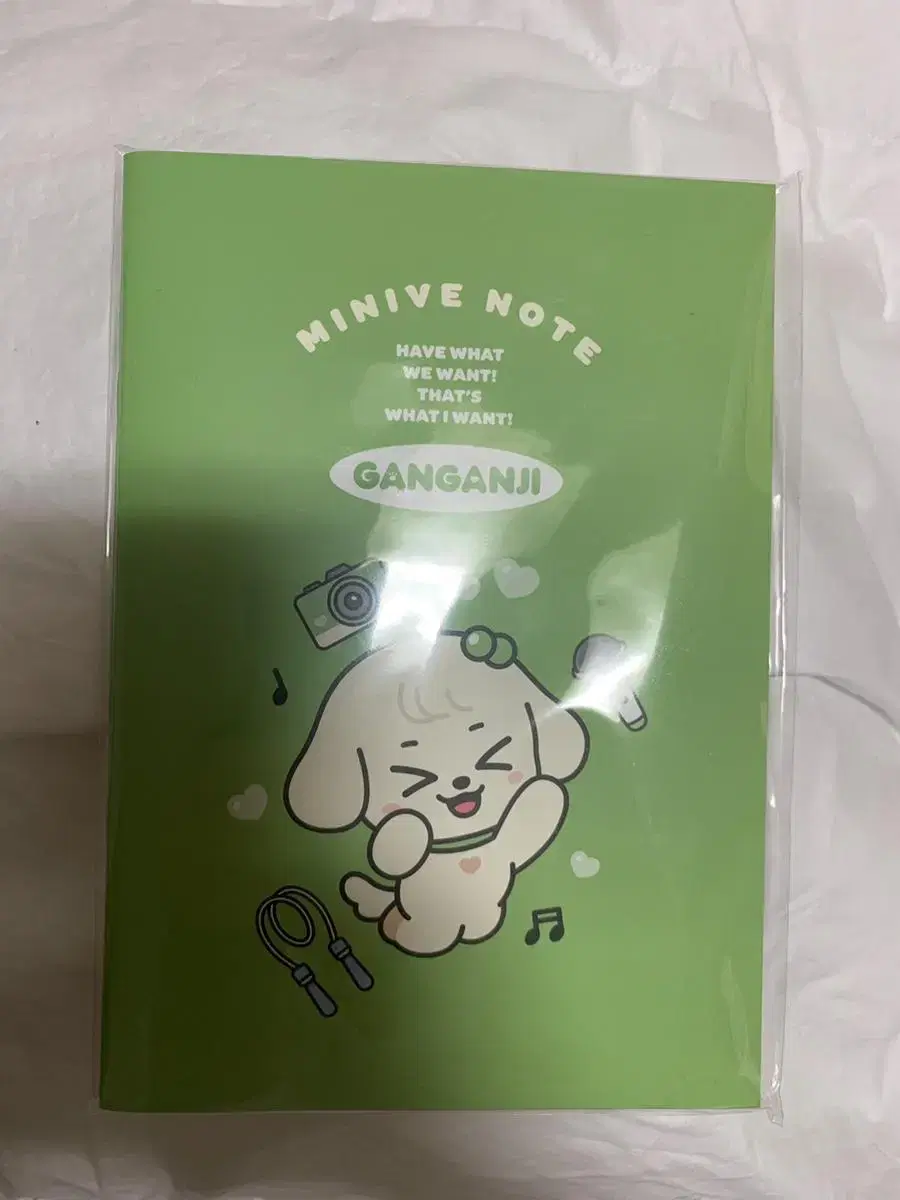 MINIVE NOTE
HAVE WHAT
WE WANT!
THAT'S
WHAT I WANT!
GANGANJI